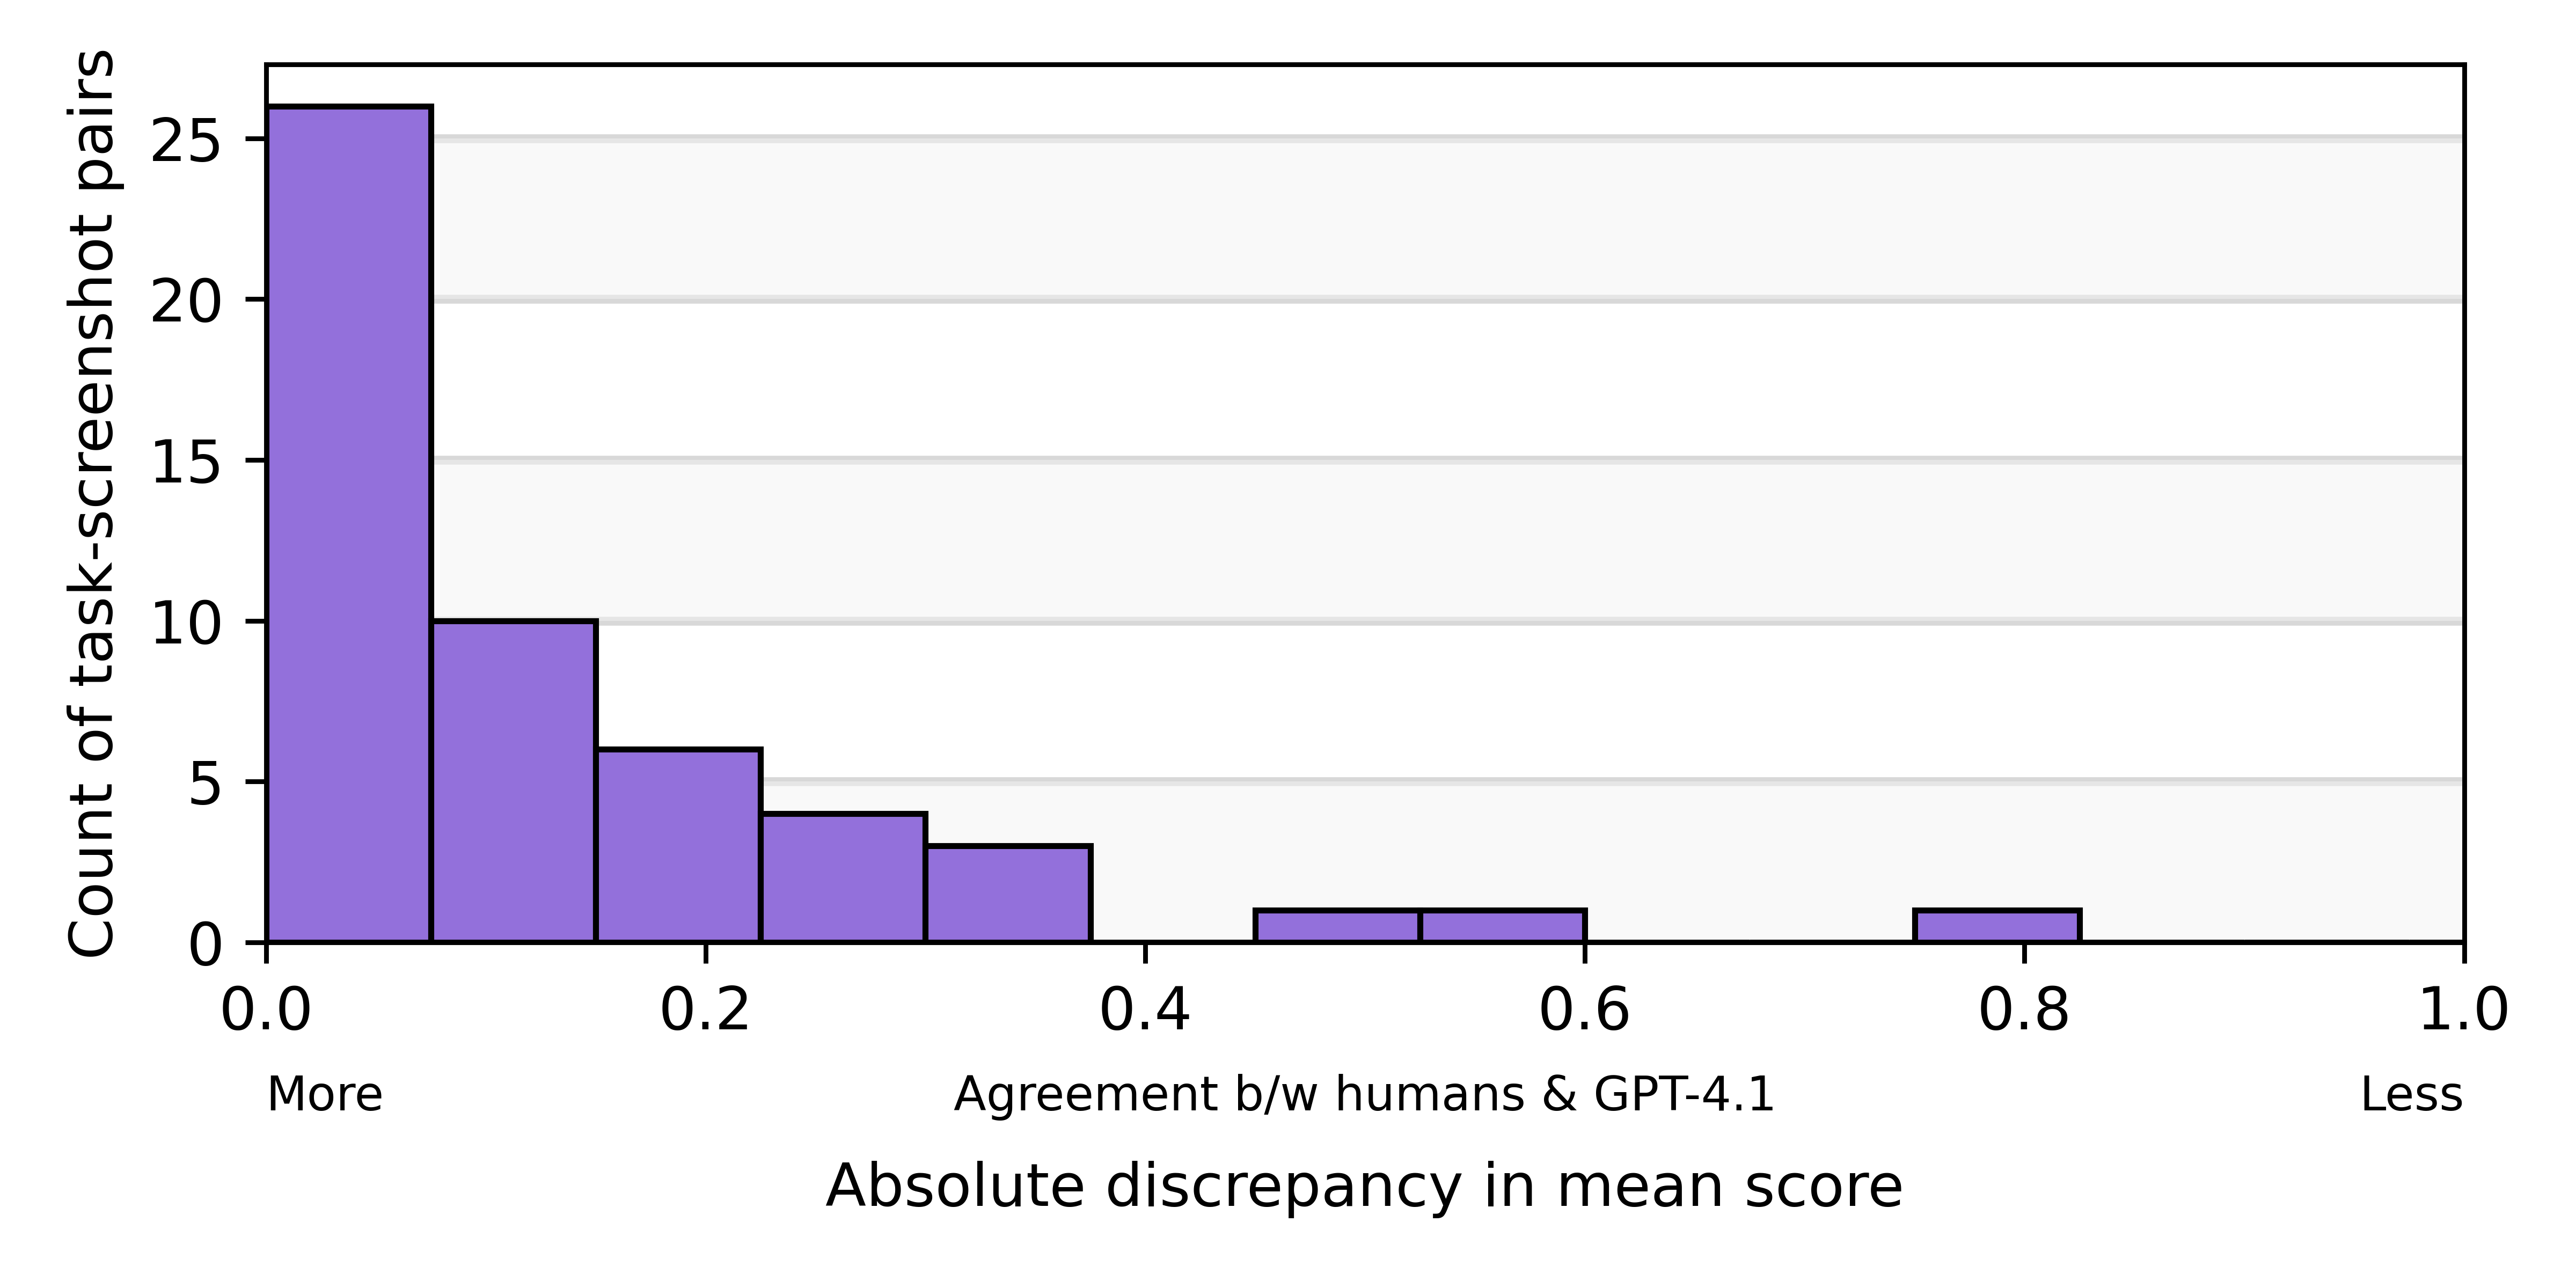 Count of task-screenshot pairs
25
20
15
10
5
0
0.0 0.2 0.4 0.6 0.8 1.0
More Agreement b/w humans & GPT-4.1 Less
Absolute discrepancy in mean score